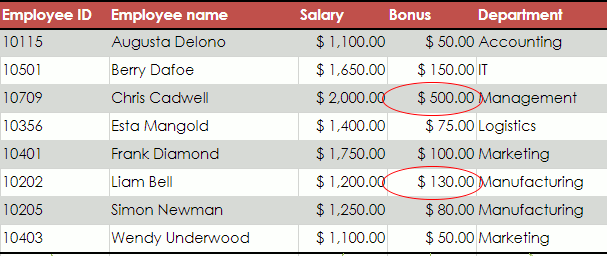 Employee ID Employee name Salary Bonus Department
10115 Augusta Delono $ 1,100.00 $ 50.00 Accounting
10501 Berry Dafoe $ 1,650.00 $ 150.00 IT
10709 Chris Cadwell $ 2,000.00 $ 500.00 Management
10356 Esta Mangold $ 1,400.00 $ 75.00 Logistics
10401 Frank Diamond $ 1,750.00 $ 100.00 Marketing
10202 Liam Bell $ 1,200.00 $ 130.00 Manufacturing
10205 Simon Newman $ 1,250.00 $ 80.00 Manufacturing
10403 Wendy Underwood $ 1,100.00 $ 50.00 Marketing